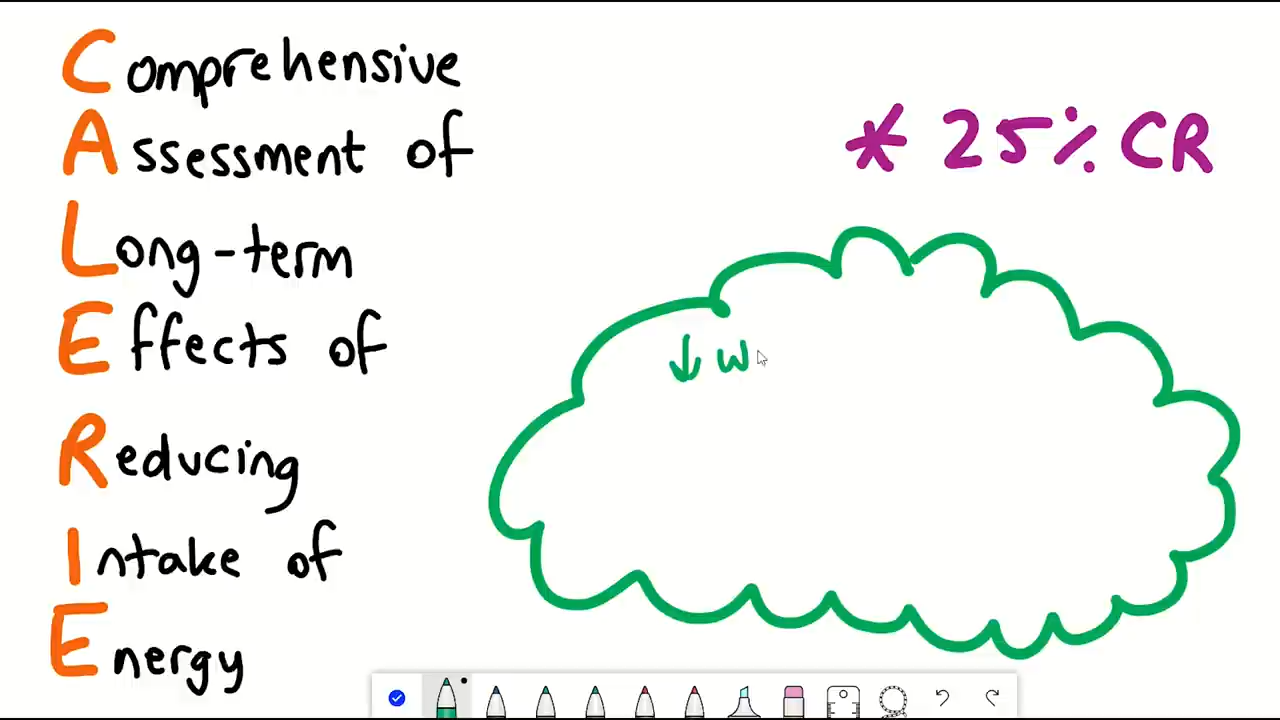 Comprehensive
Assessment of
Long-term
Effects of
Reducing
Intake of
Energy
* 25% CR
↓ w